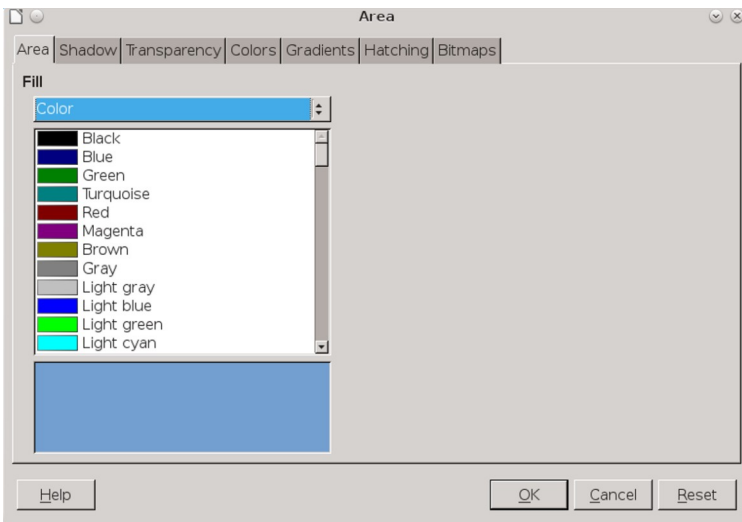 Area
Area Shadow Transparency Colors Gradients Hatching Bitmaps
Fill
Color
Black
Blue
Green
Turquoise
Red
Magenta
Brown
Gray
Light gray
Light blue
Light green
Light cyan
Help OK Cancel Reset